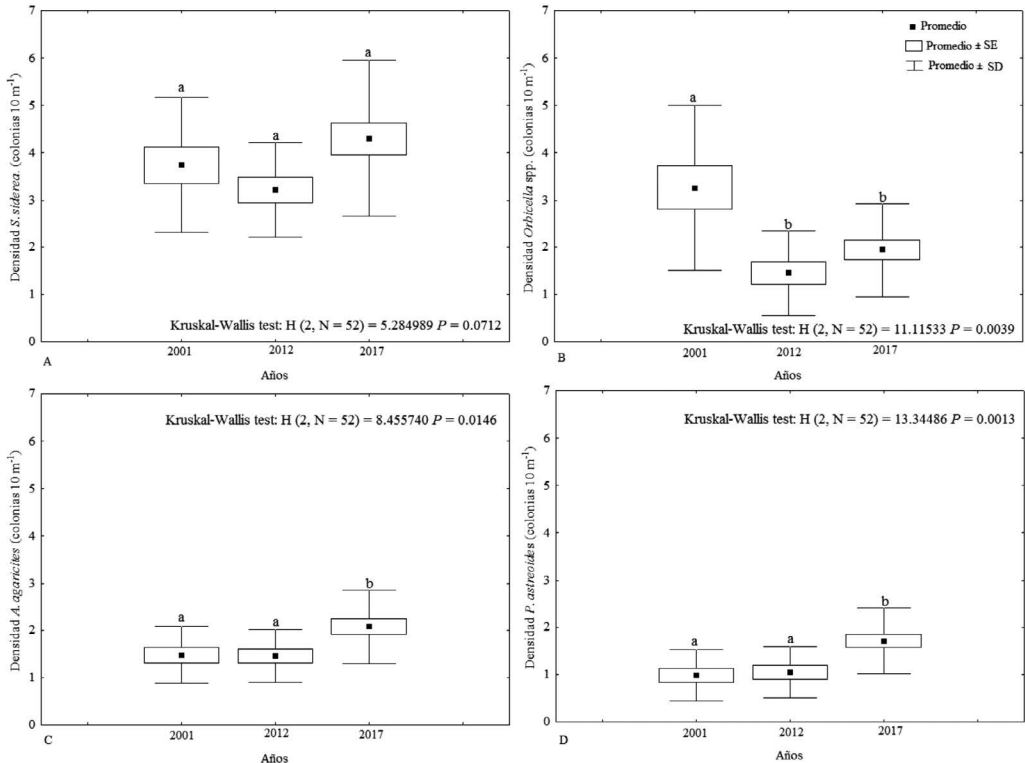 7
6
5
4
3
2
1
0
Densidad S.siderea. (colonias 10 m⁻¹)
a
a
a
Kruskal-Wallis test: H (2, N = 52) = 5.284989 P = 0.0712
2001
2012
2017
Años
A
7
6
5
4
3
2
1
0
Densidad Orbicella spp. (colonias 10 m⁻¹)
Promedio
Promedio ± SE
Promedio ± SD
a
b
b
Kruskal-Wallis test: H (2, N = 52) = 11.11533 P = 0.0039
2001
2012
2017
Años
B
7
6
5
4
3
2
1
0
Densidad A. agaricites (colonias 10 m⁻¹)
Kruskal-Wallis test: H (2, N = 52) = 8.455740 P = 0.0146
a
a
b
2001
2012
2017
Años
C
7
6
5
4
3
2
1
0
Densidad P. astreoides (colonias 10 m⁻¹)
Kruskal-Wallis test: H (2, N = 52) = 13.34486 P = 0.0013
a
a
b
2001
2012
2017
Años
D